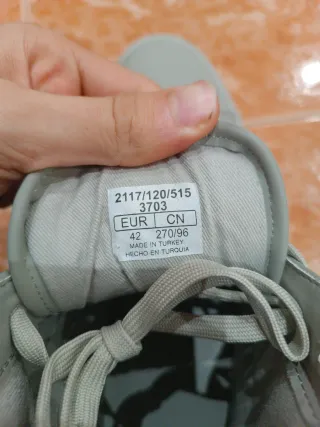 2117/120/515
3703
EUR CN
42 270/96
MADE IN TURKEY
HECHO EN TURQUIA